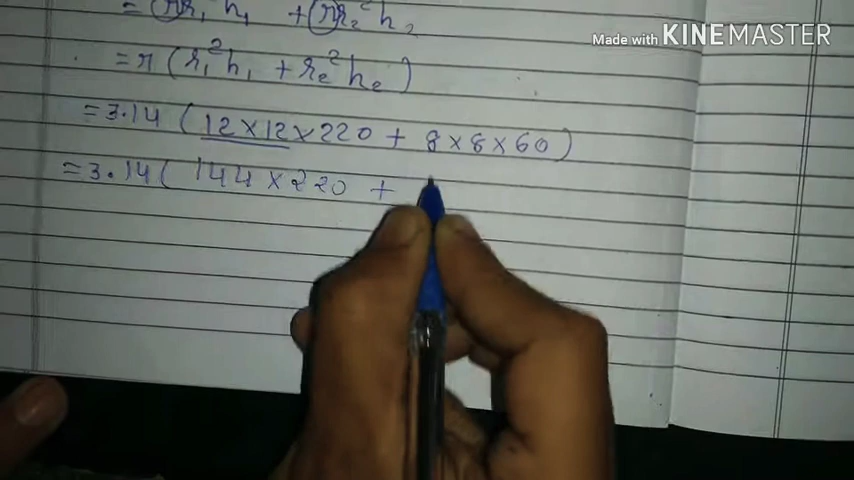 = πr₁²h₁ + πr₂²h₂
Made with KINEMASTER
= π (r₁²h₁ + r₂²h₂)
= 3.14 (12×12×220 + 8×8×60)
= 3.14 ( 144 × 220 +